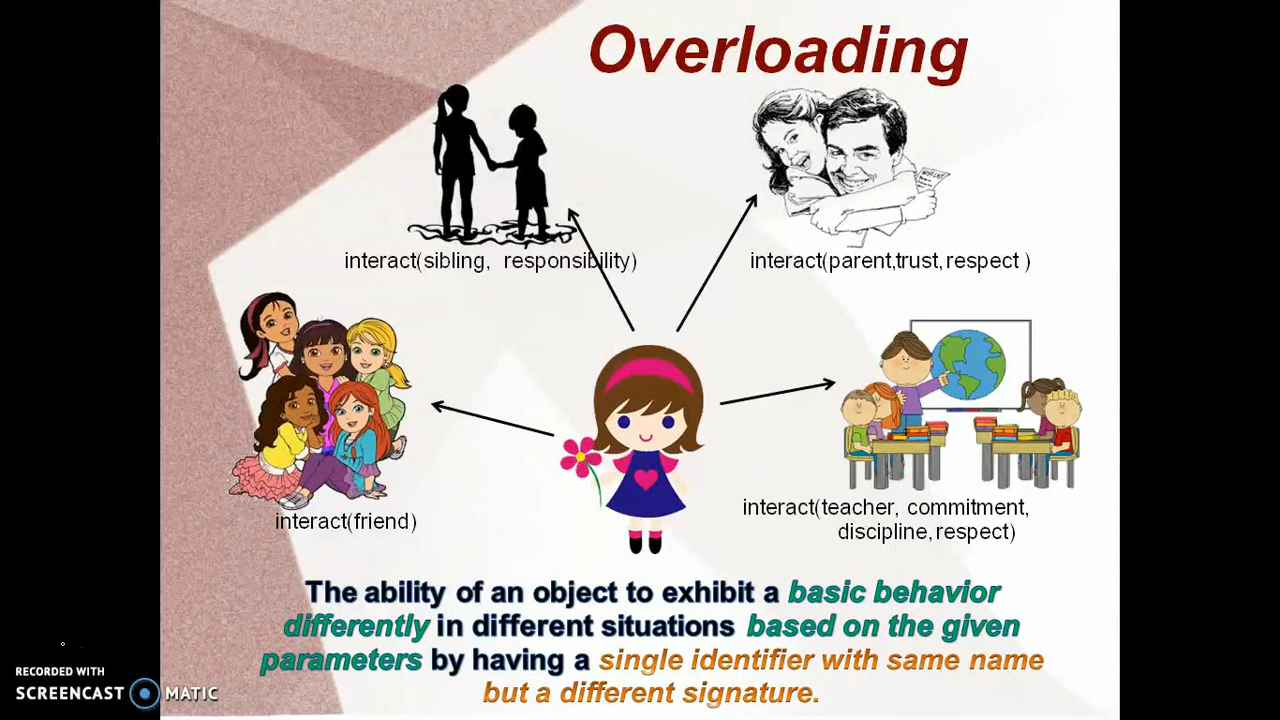 Overloading
interact(sibling, responsibility)
interact(parent,trust, respect )
interact(friend)
interact(teacher, commitment,
discipline, respect)
The ability of an object to exhibit a basic behavior
differently in different situations based on the given
parameters by having a single identifier with same name
but a different signature.
RECORDED WITH
SCREENCAST MATIC